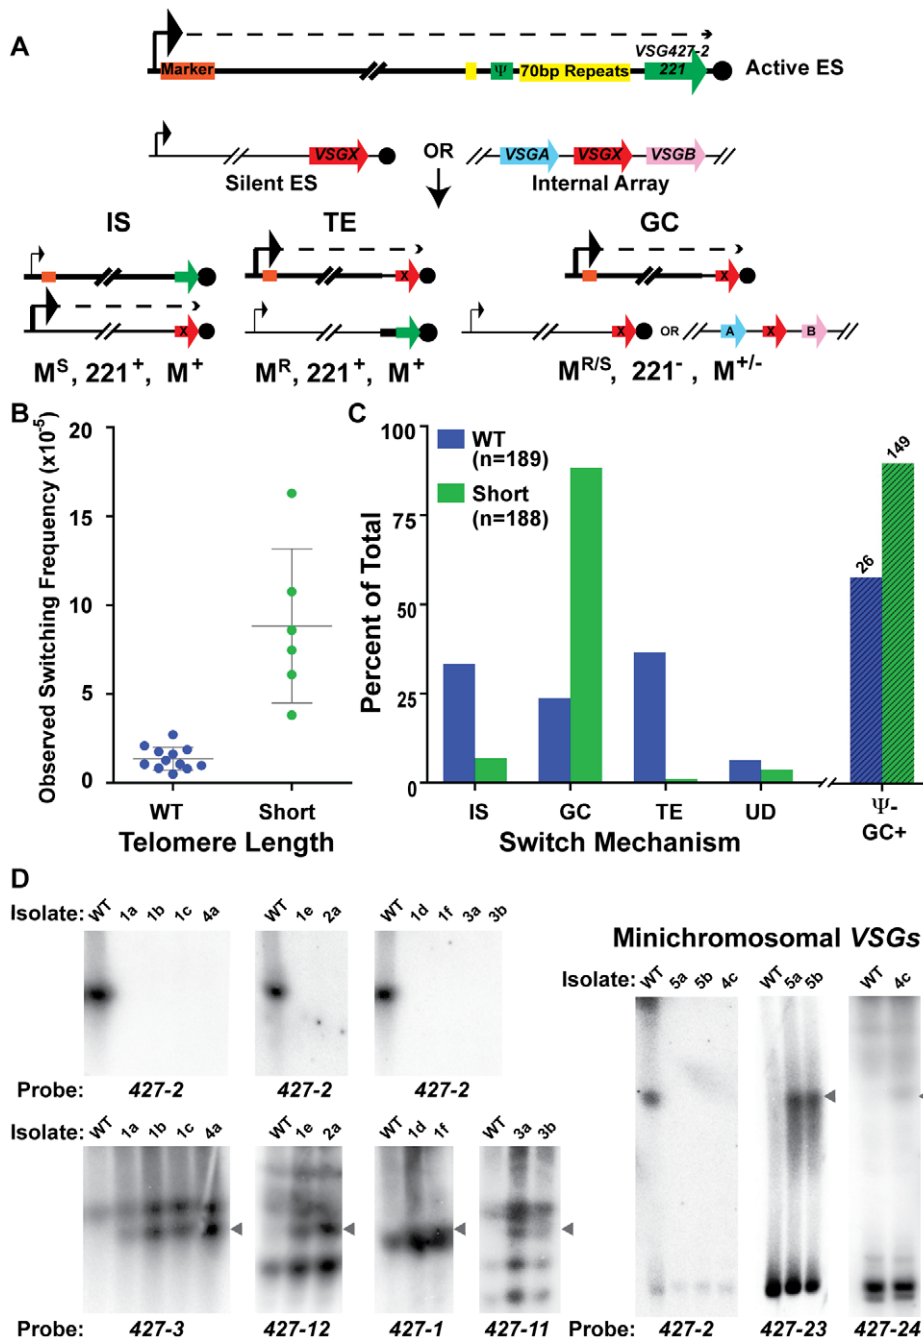 A
VSG427-2
Marker
Ψ
70bp Repeats
221
Active ES
VSGX
OR
VSGA
VSGX
VSGB
Silent ES
Internal Array
IS
TE
GC
X
X
X
X
OR
A
X
B
M^S, 221^+, M^+
M^R, 221^+, M^+
M^R/S, 221^-, M^+/-
B
Observed Switching Frequency (x10^-5)
20
15
10
5
0
WT
Short
Telomere Length
C
Percent of Total
100
75
50
25
0
WT
(n=189)
Short
(n=188)
26
149
IS
GC
TE
UD
Ψ-
GC+
Switch Mechanism
D
Isolate: WT 1a 1b 1c 4a
WT 1e 2a
WT 1d 1f 3a 3b
Probe: 427-2
427-2
427-2
Isolate: WT 1a 1b 1c 4a
WT 1e 2a
WT 1d 1f
WT 3a 3b
Probe: 427-3
427-12
427-1
427-11
Minichromosomal VSGs
Isolate: WT 5a 5b 4c
WT 5a 5b
WT 4c
Probe: 427-2
427-23
427-24